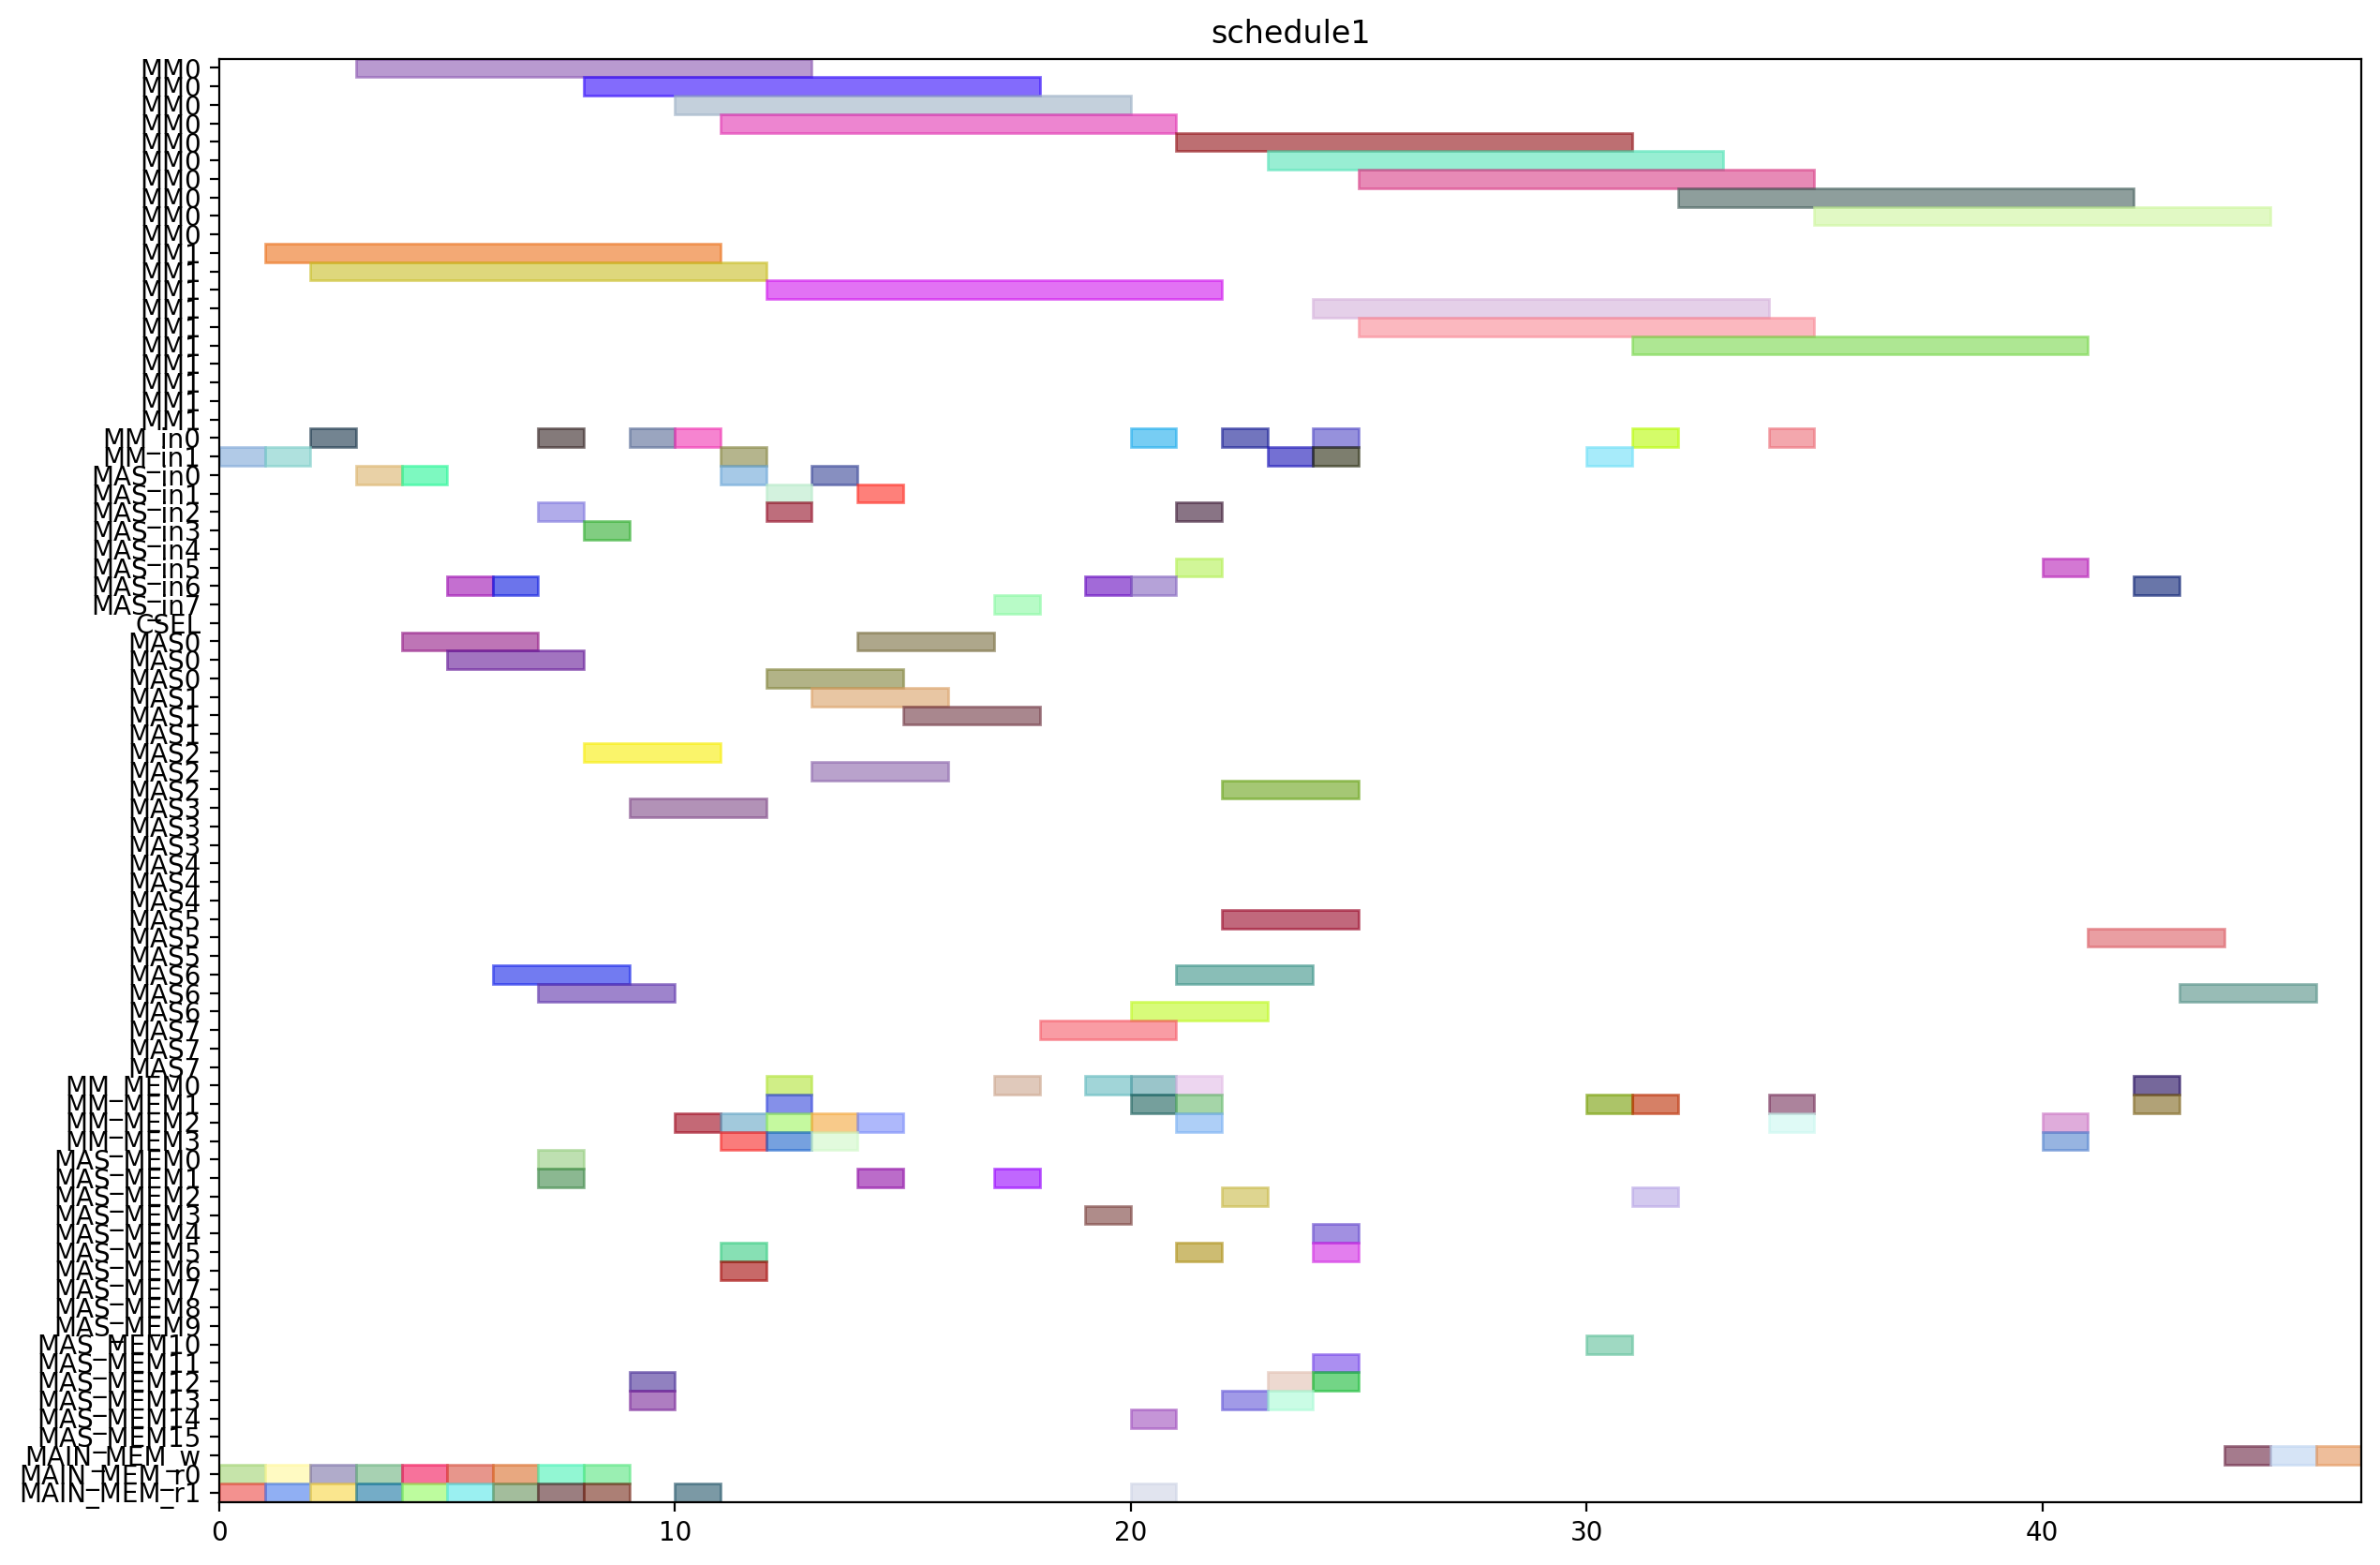 schedule1
MM0
MM0
MM0
MM0
MM0
MM0
MM0
MM0
MM0
MM0
MM1
MM1
MM1
MM1
MM1
MM1
MM1
MM1
MM1
MM1
MM_in0
MM_in1
MAS_in0
MAS_in1
MAS_in2
MAS_in3
MAS_in4
MAS_in5
MAS_in6
MAS_in7
CSEL
MAS0
MAS0
MAS0
MAS1
MAS1
MAS1
MAS2
MAS2
MAS2
MAS3
MAS3
MAS3
MAS4
MAS4
MAS4
MAS5
MAS5
MAS5
MAS6
MAS6
MAS6
MAS7
MAS7
MAS7
MM_MEM0
MM_MEM1
MM_MEM2
MM_MEM3
MAS_MEM0
MAS_MEM1
MAS_MEM2
MAS_MEM3
MAS_MEM4
MAS_MEM5
MAS_MEM6
MAS_MEM7
MAS_MEM8
MAS_MEM9
MAS_MEM10
MAS_MEM11
MAS_MEM12
MAS_MEM13
MAS_MEM14
MAS_MEM15
MAIN_MEM_w
MAIN_MEM_r0
MAIN_MEM_r1
0 10 20 30 40